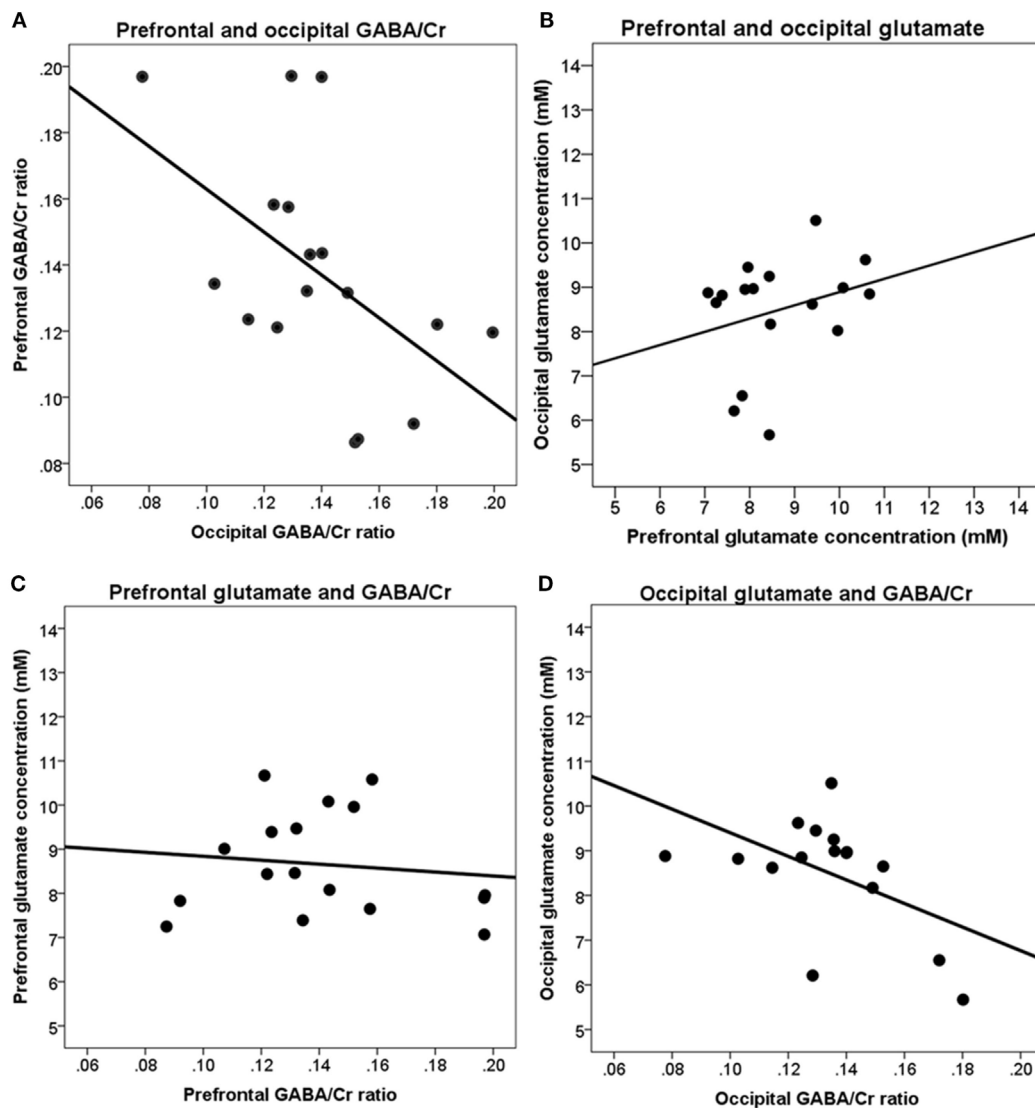 A
Prefrontal and occipital GABA/Cr
Prefrontal GABA/Cr ratio
.20
.18
.16
.14
.12
.10
.08
.06 .08 .10 .12 .14 .16 .18 .20
Occipital GABA/Cr ratio
B
Prefrontal and occipital glutamate
Occipital glutamate concentration (mM)
14
13
12
11
10
9
8
7
6
5
5 6 7 8 9 10 11 12 13 14
Prefrontal glutamate concentration (mM)
C
Prefrontal glutamate and GABA/Cr
Prefrontal glutamate concentration (mM)
14
13
12
11
10
9
8
7
6
5
.06 .08 .10 .12 .14 .16 .18 .20
Prefrontal GABA/Cr ratio
D
Occipital glutamate and GABA/Cr
Occipital glutamate concentration (mM)
14
13
12
11
10
9
8
7
6
5
.06 .08 .10 .12 .14 .16 .18 .20
Occipital GABA/Cr ratio